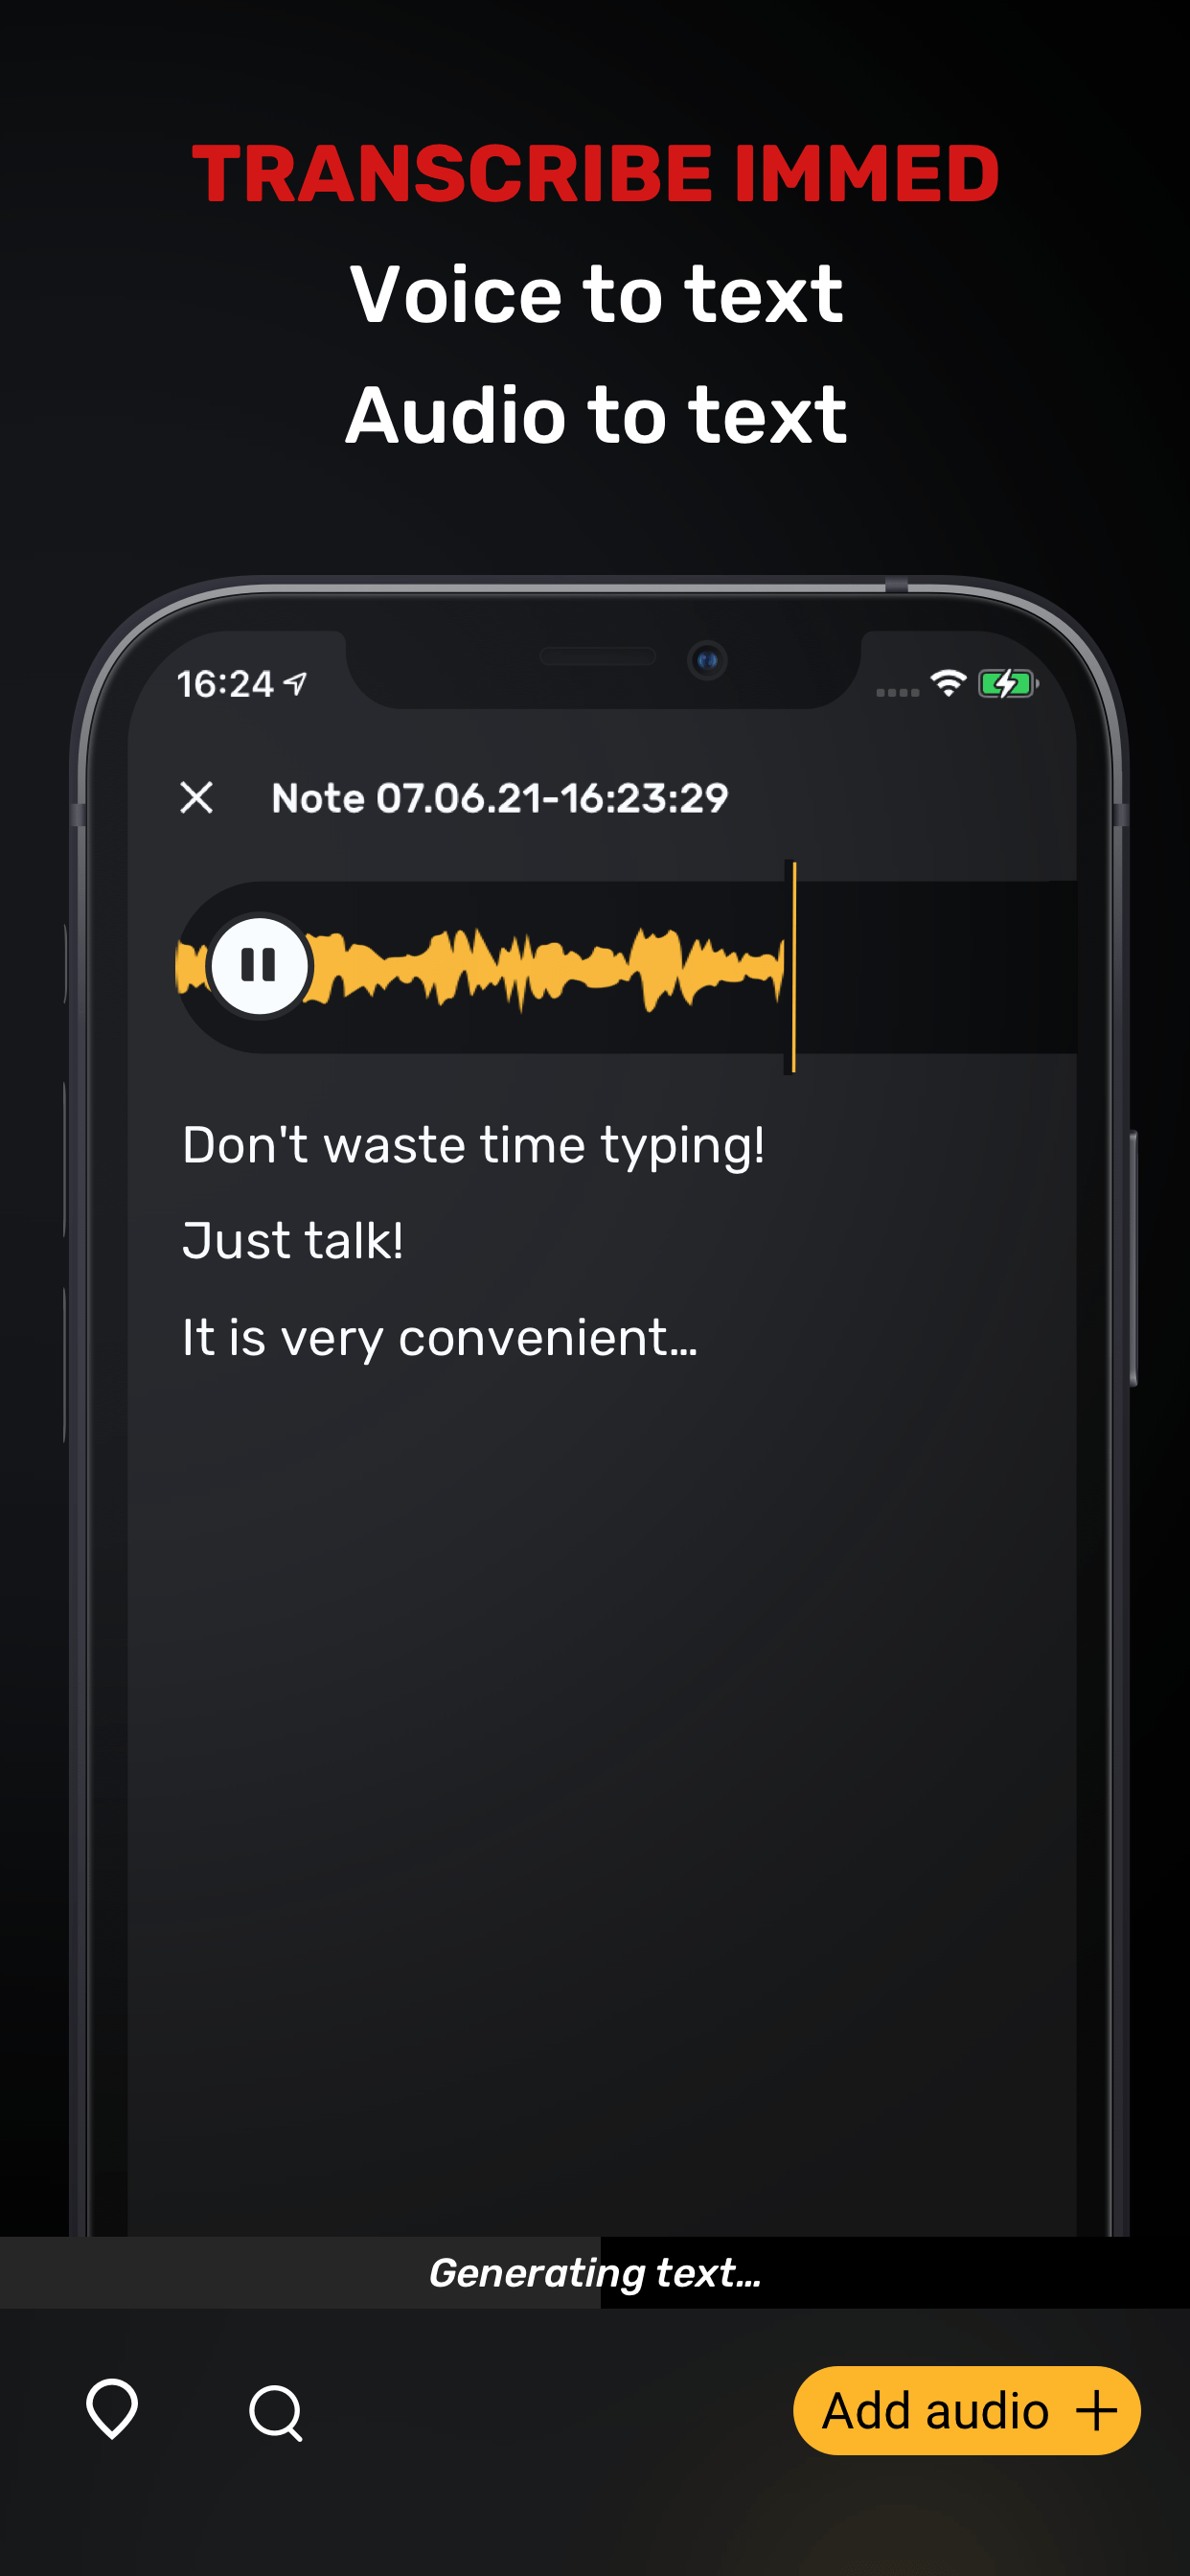 TRANSCRIBE IMMED
Voice to text
Audio to text
16:24
Note 07.06.21-16:23:29
Don't waste time typing!
Just talk!
It is very convenient...
Generating text...
Add audio +